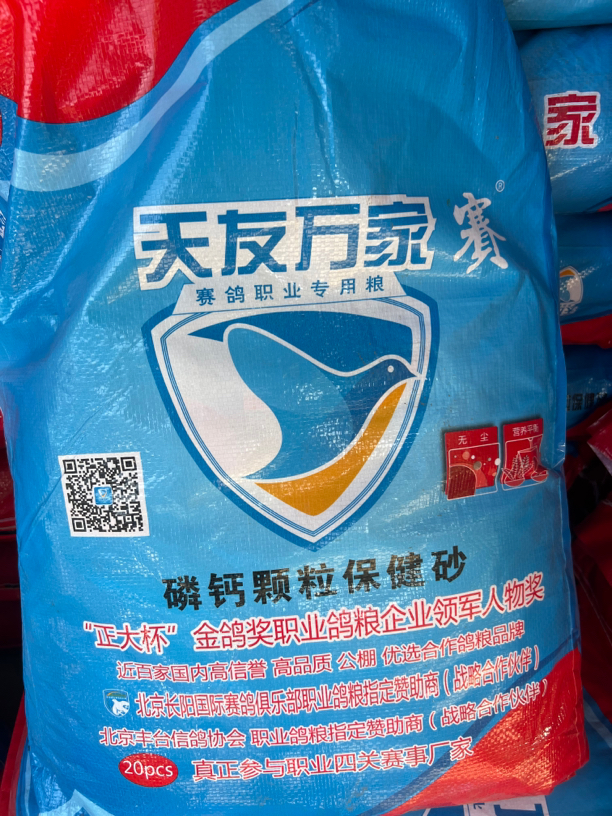 天友万家 赛®
赛鸽职业专用粮
无尘
营养平衡
磷钙颗粒保健砂
“正大杯” 金鸽奖职业鸽粮企业领军人物奖
近百家国内高信誉 高品质 公棚 优选合作鸽粮品牌
北京长阳国际赛鸽俱乐部职业鸽粮指定赞助商（战略合作伙伴）
北京丰台信鸽协会 职业鸽粮指定赞助商（战略合作伙伴）
20pcs 真正参与职业四关赛事厂家
家